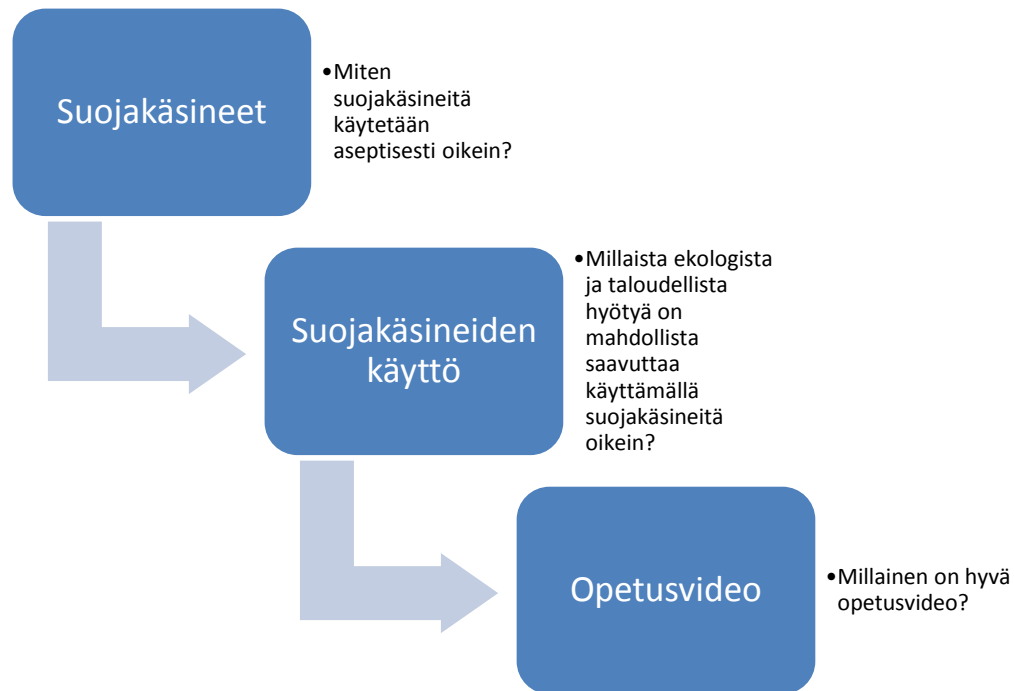 Suojakäsineet
•Miten
suojakäsineitä
käytetään
aseptisesti oikein?
Suojakäsineiden
käyttö
•Millaista ekologista
ja taloudellista
hyötyä on
mahdollista
saavuttaa
käyttämällä
suojakäsineitä
oikein?
Opetusvideo
•Millainen on hyvä
opetusvideo?